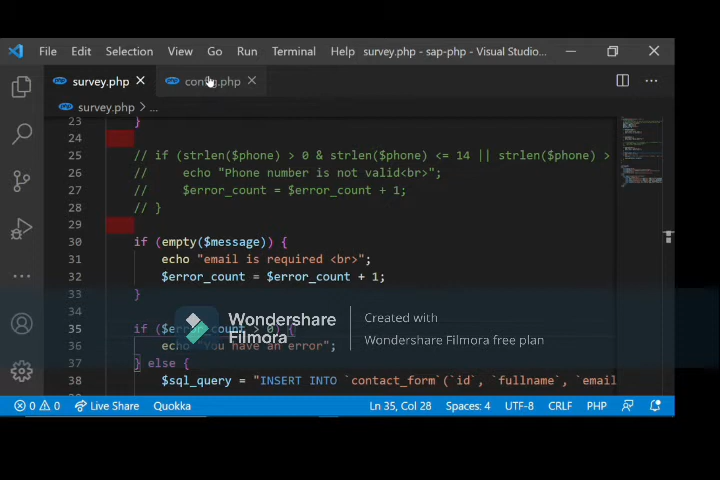 File Edit Selection View Go Run Terminal Help survey.php - sap-php - Visual Studio...
survey.php config.php
survey.php > ...
23 }
24
25 // if (strlen($phone) > 0 & strlen($phone) <= 14 || strlen($phone) >
26 // echo "Phone number is not valid<br>";
27 // $error_count = $error_count + 1;
28 // }
29
30 if (empty($message)) {
31 echo "email is required <br>";
32 $error_count = $error_count + 1;
33 }
34
35 if ($error_count > 0) {
36 echo "You have an error";
37 } else {
38 $sql_query = "INSERT INTO `contact_form`(`id`, `fullname`, `email
Wondershare
Filmora
Created with
Wondershare Filmora free plan
0 0 Live Share Quokka Ln 35, Col 28 Spaces: 4 UTF-8 CRLF PHP